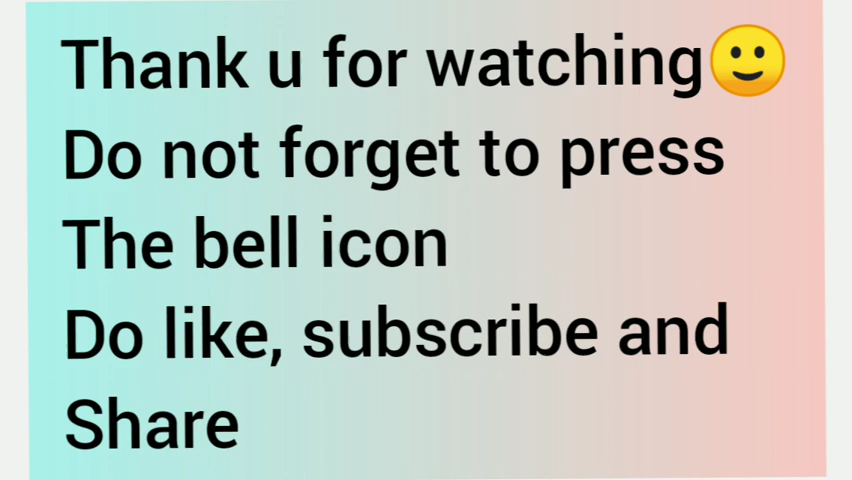 Thank u for watching🙂
Do not forget to press
The bell icon
Do like, subscribe and
Share